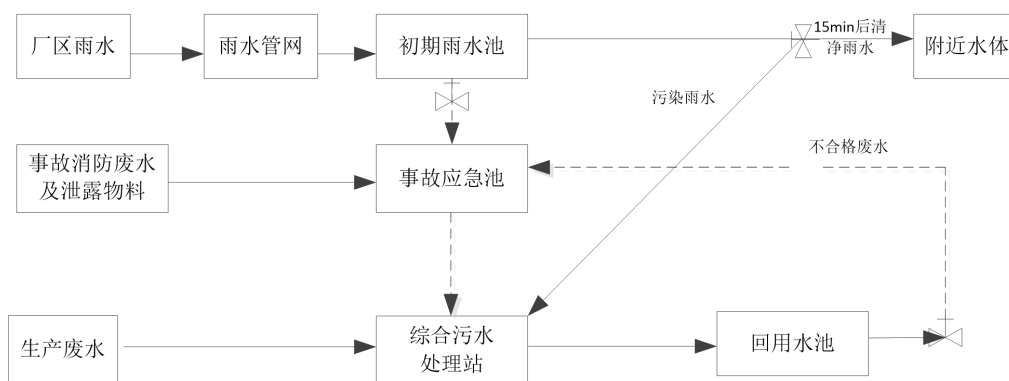 厂区雨水
雨水管网
初期雨水池
15min后清
净雨水
附近水体
污染雨水
事故消防废水
及泄露物料
事故应急池
不合格废水
生产废水
综合污水
处理站
回用水池